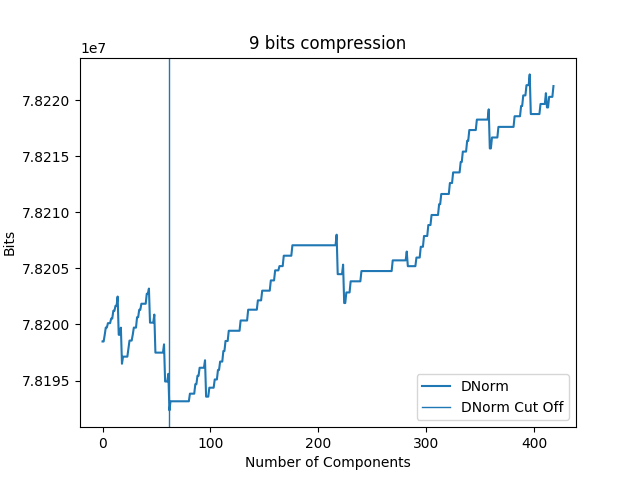 9 bits compression
1e7
7.8220
7.8215
7.8210
7.8205
7.8200
7.8195
Bits
0 100 200 300 400
Number of Components
DNorm
DNorm Cut Off